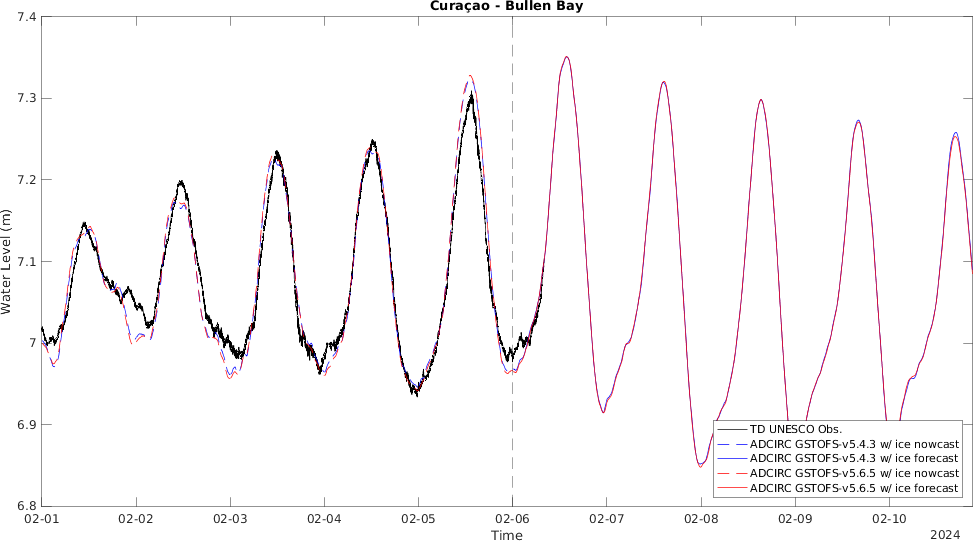 Curaçao - Bullen Bay
Water Level (m)
7.4
7.3
7.2
7.1
7
6.9
6.8
TD UNESCO Obs.
ADCIRC GSTOFS-v5.4.3 w/ ice nowcast
ADCIRC GSTOFS-v5.4.3 w/ ice forecast
ADCIRC GSTOFS-v5.6.5 w/ ice nowcast
ADCIRC GSTOFS-v5.6.5 w/ ice forecast
02-01 02-02 02-03 02-04 02-05 02-06 02-07 02-08 02-09 02-10
Time
2024